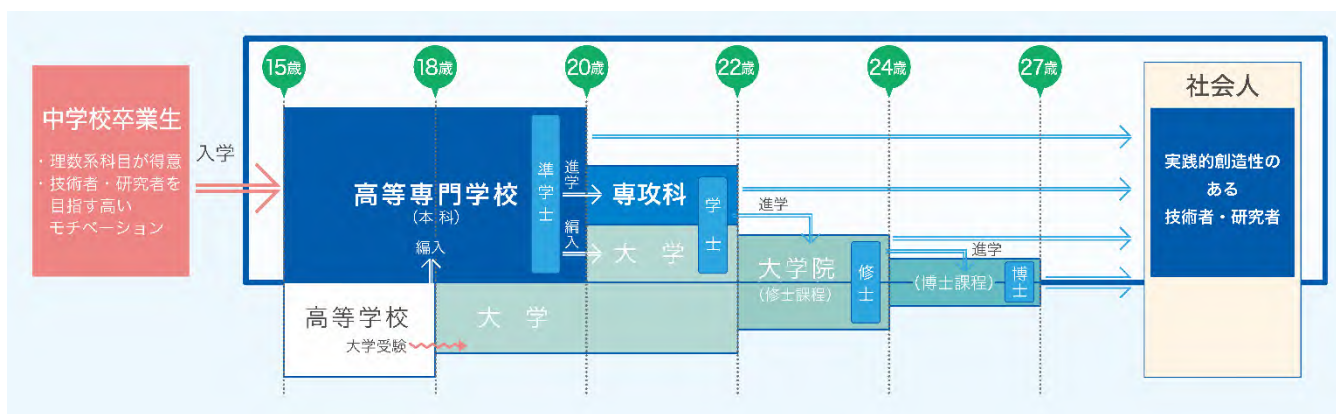 15歳
18歳
20歳
22歳
24歳
27歳
中学校卒業生
・理数系科目が得意
・技術者・研究者を
目指す高い
モチベーション
入学
高等専門学校
(本科)
準学士
進学
編入
編入
専攻科
大学
学士
高等学校
大学受験
大学
進学
大学院
(修士課程)
修士
進学
(博士課程)
博士
社会人
実践的創造性の
ある
技術者・研究者